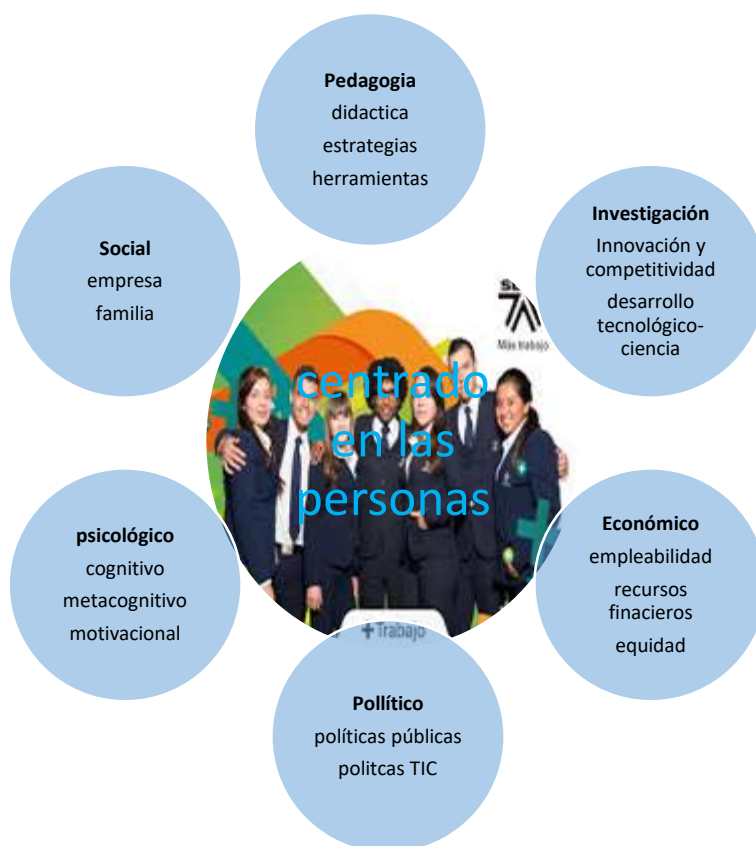 Pedagogia
didactica
estrategias
herramientas
Investigación
Innovación y
competitividad
desarrollo
tecnológico-
ciencia
Económico
empleabilidad
recursos
finacieros
equidad
Pollítico
políticas públicas
politcas TIC
psicológico
cognitivo
metacognitivo
motivacional
Social
empresa
familia
centrado
en las
personas
Más trabajo
+Trabajo